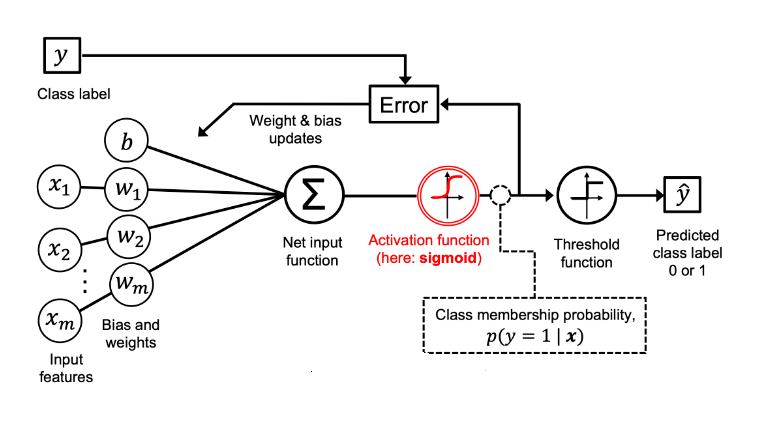 y
Class label
Error
Weight & bias
updates
b
x₁
w₁
x₂
w₂
⋮
xₘ
wₘ
Input
features
Bias and
weights
Σ
Net input
function
Activation function
(here: sigmoid)
Threshold
function
ŷ
Predicted
class label
0 or 1
Class membership probability,
p(y = 1 | x)